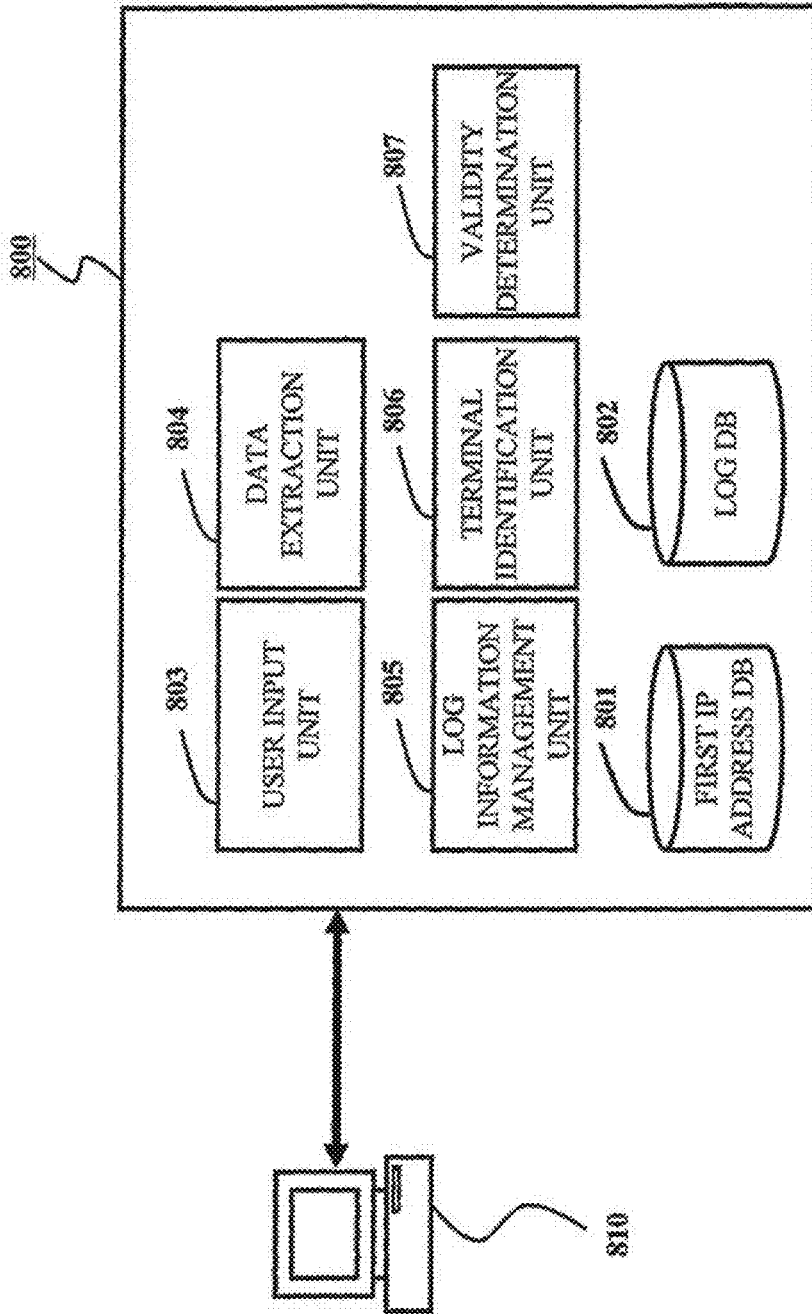 800
803
USER INPUT
UNIT
804
DATA
EXTRACTION
UNIT
805
LOG
INFORMATION
MANAGEMENT
UNIT
806
TERMINAL
IDENTIFICATION
UNIT
807
VALIDITY
DETERMINATION
UNIT
801
FIRST IP
ADDRESS DB
802
LOG DB
810